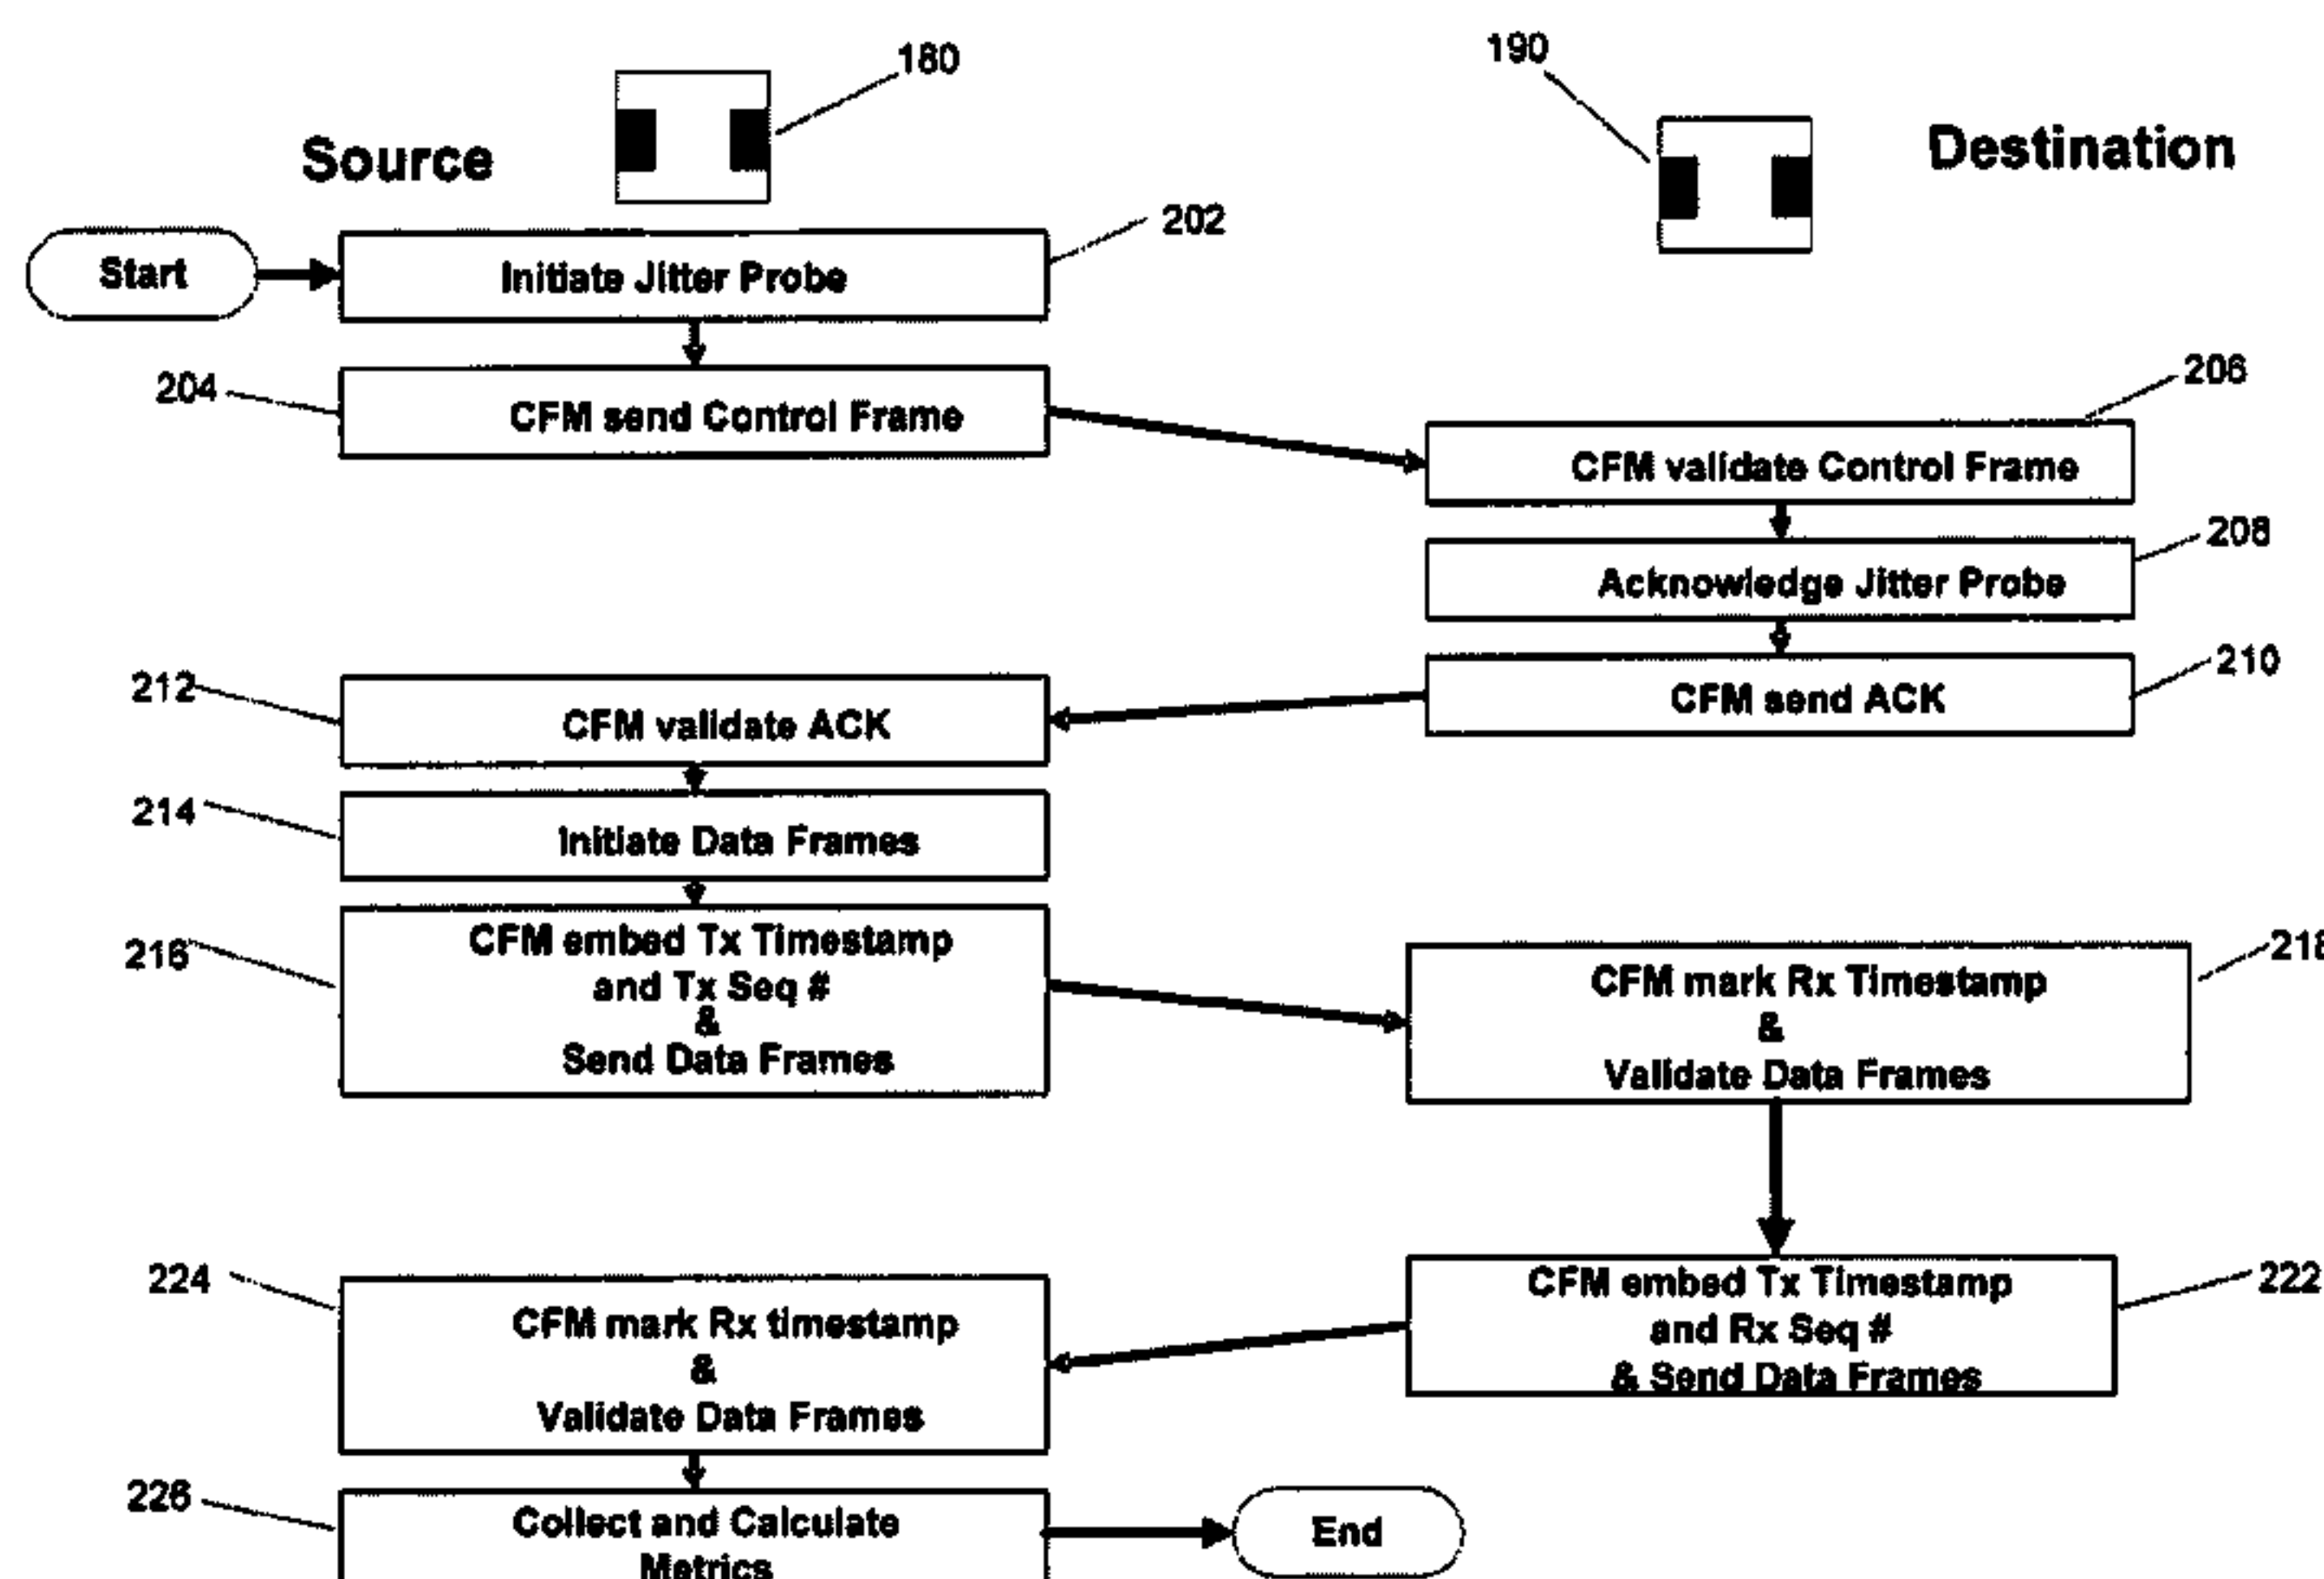 180
190
Source
Destination
202
Start
Initiate Jitter Probe
204
CFM send Control Frame
206
CFM validate Control Frame
208
Acknowledge Jitter Probe
210
CFM send ACK
212
CFM validate ACK
214
Initiate Data Frames
216
CFM embed Tx Timestamp
and Tx Seq #
&
Send Data Frames
218
CFM mark Rx Timestamp
&
Validate Data Frames
222
CFM embed Tx Timestamp
and Rx Seq #
& Send Data Frames
224
CFM mark Rx timestamp
&
Validate Data Frames
226
Collect and Calculate
Metrics
End